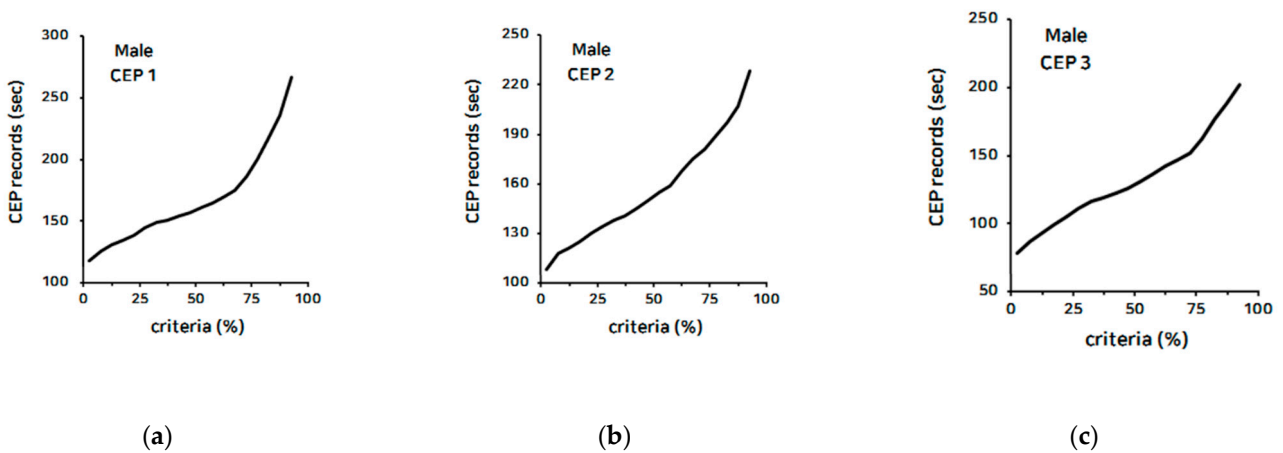 300
250
200
150
100
CEP records (sec)
Male
CEP 1
0 25 50 75 100
criteria (%)
(a)
250
220
190
160
130
100
CEP records (sec)
Male
CEP 2
0 25 50 75 100
criteria (%)
(b)
250
200
150
100
50
CEP records (sec)
Male
CEP 3
0 25 50 75 100
criteria (%)
(c)